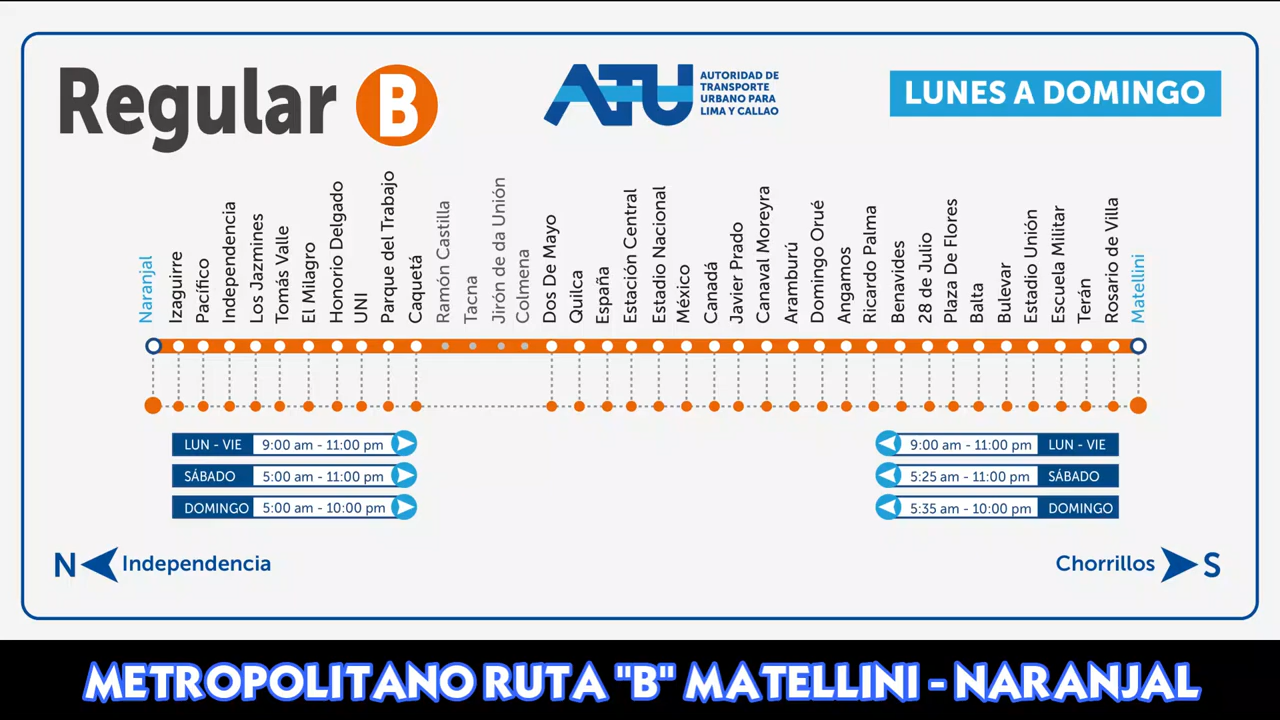 Regular B
ATU
AUTORIDAD DE
TRANSPORTE
URBANO PARA
LIMA Y CALLAO
LUNES A DOMINGO
Naranjal
Izaguirre
Pacífico
Independencia
Los Jazmines
Tomás Valle
El Milagro
Honorio Delgado
UNI
Parque del Trabajo
Caquetá
Ramón Castilla
Tacna
Jirón de da Unión
Colmena
Dos De Mayo
Quilca
España
Estación Central
Estadio Nacional
México
Canadá
Javier Prado
Canaval Moreyra
Aramburú
Domingo Orué
Angamos
Ricardo Palma
Benavides
28 de Julio
Plaza De Flores
Balta
Bulevar
Estadio Unión
Escuela Militar
Terán
Rosario de Villa
Matellini
LUN - VIE 9:00 am - 11:00 pm
SÁBADO 5:00 am - 11:00 pm
DOMINGO 5:00 am - 10:00 pm
9:00 am - 11:00 pm LUN - VIE
5:25 am - 11:00 pm SÁBADO
5:35 am - 10:00 pm DOMINGO
N Independencia
Chorrillos S
METROPOLITANO RUTA "B" MATELLINI - NARANJAL